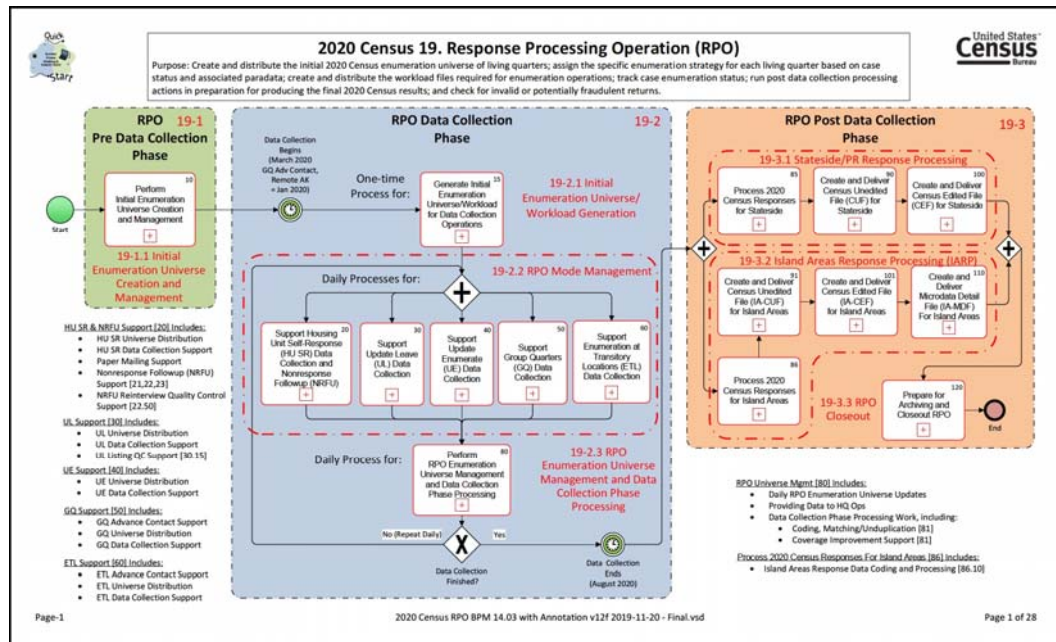 Quick
Start
2020 Census 19. Response Processing Operation (RPO)
Purpose: Create and distribute the initial 2020 Census enumeration universe of living quarters; assign the specific enumeration strategy for each living quarter based on
case status and associated paradata; create and distribute the workload files required for enumeration operations; track case enumeration status; run post data collection processing
actions in preparation for producing the final 2020 Census results; and check for invalid or potentially fraudulent returns.
United States™
Census
Bureau
RPO 19-1
Pre Data Collection
Phase
10
Perform
Initial Enumeration
Universe Creation
and Management
Start
19-1.1 Initial
Enumeration Universe
Creation and
Management
HU SR & NRFU Support [20] Includes:
• HU SR Universe Distribution
• HU SR Data Collection Support
• Paper Mailing Support
• Nonresponse Followup (NRFU)
Support [21,22,23]
• NRFU Reinterview Quality Control
Support [22.50]
UL Support [30] Includes:
• UL Universe Distribution
• UL Data Collection Support
• UL Listing QC Support [30.15]
UE Support [40] Includes:
• UE Universe Distribution
• UE Data Collection Support
GQ Support [50] Includes:
• GQ Advance Contact Support
• GQ Universe Distribution
• GQ Data Collection Support
ETL Support [60] Includes:
• ETL Advance Contact Support
• ETL Universe Distribution
• ETL Data Collection Support
RPO Data Collection
Phase
19-2
Data Collection
Begins
(March 2020
GQ Adv Contact,
Remote AK
= Jan 2020)
One-time
Process for:
15
Generate Initial
Enumeration
Universe/Workload
for Data Collection
Operations
19-2.1 Initial
Enumeration Universe/
Workload Generation
Daily Processes for:
19-2.2 RPO Mode Management
20
Support Housing
Unit Self-Response
(HU SR) Data
Collection and
Nonresponse
Followup (NRFU)
30
Support
Update Leave
(UL) Data
Collection
40
Support
Update
Enumerate
(UE) Data
Collection
50
Support
Group Quarters
(GQ) Data
Collection
60
Support
Enumeration at
Transitory
Locations (ETL)
Data Collection
Daily Process for:
80
Perform
RPO Enumeration
Universe Management
and Data Collection
Phase Processing
19-2.3 RPO
Enumeration Universe
Management and Data
Collection Phase
Processing
No (Repeat Daily)
Yes
Data Collection
Finished?
Data Collection
Ends
(August 2020)
RPO Post Data Collection
Phase
19-3
19-3.1 Stateside/PR Response Processing
85
Process 2020
Census Responses
for Stateside
90
Create and Deliver
Census Unedited
File (CUF) for
Stateside
100
Create and Deliver
Census Edited File
(CEF) for Stateside
19-3.2 Island Areas Response Processing (IARP)
91
Create and Deliver
Census Unedited
File (IA-CUF)
for Island Areas
101
Create and Deliver
Census Edited File
(IA-CEF)
for Island Areas
110
Create and
Deliver
Microdata Detail
File (IA-MDF)
For Island Areas
86
Process 2020
Census Responses
for Island Areas
19-3.3 RPO
Closeout
120
Prepare for
Archiving and
Closeout RPO
End
RPO Universe Mgmt [80] Includes:
• Daily RPO Enumeration Universe Updates
• Providing Data to HQ Ops
• Data Collection Phase Processing Work, including:
• Coding, Matching/Unduplication [81]
• Coverage Improvement Support [81]
Process 2020 Census Responses For Island Areas [86] Includes:
• Island Areas Response Data Coding and Processing [86.10]
Page-1
2020 Census RPO BPM 14.03 with Annotation v12f 2019-11-20 - Final.vsd
Page 1 of 28